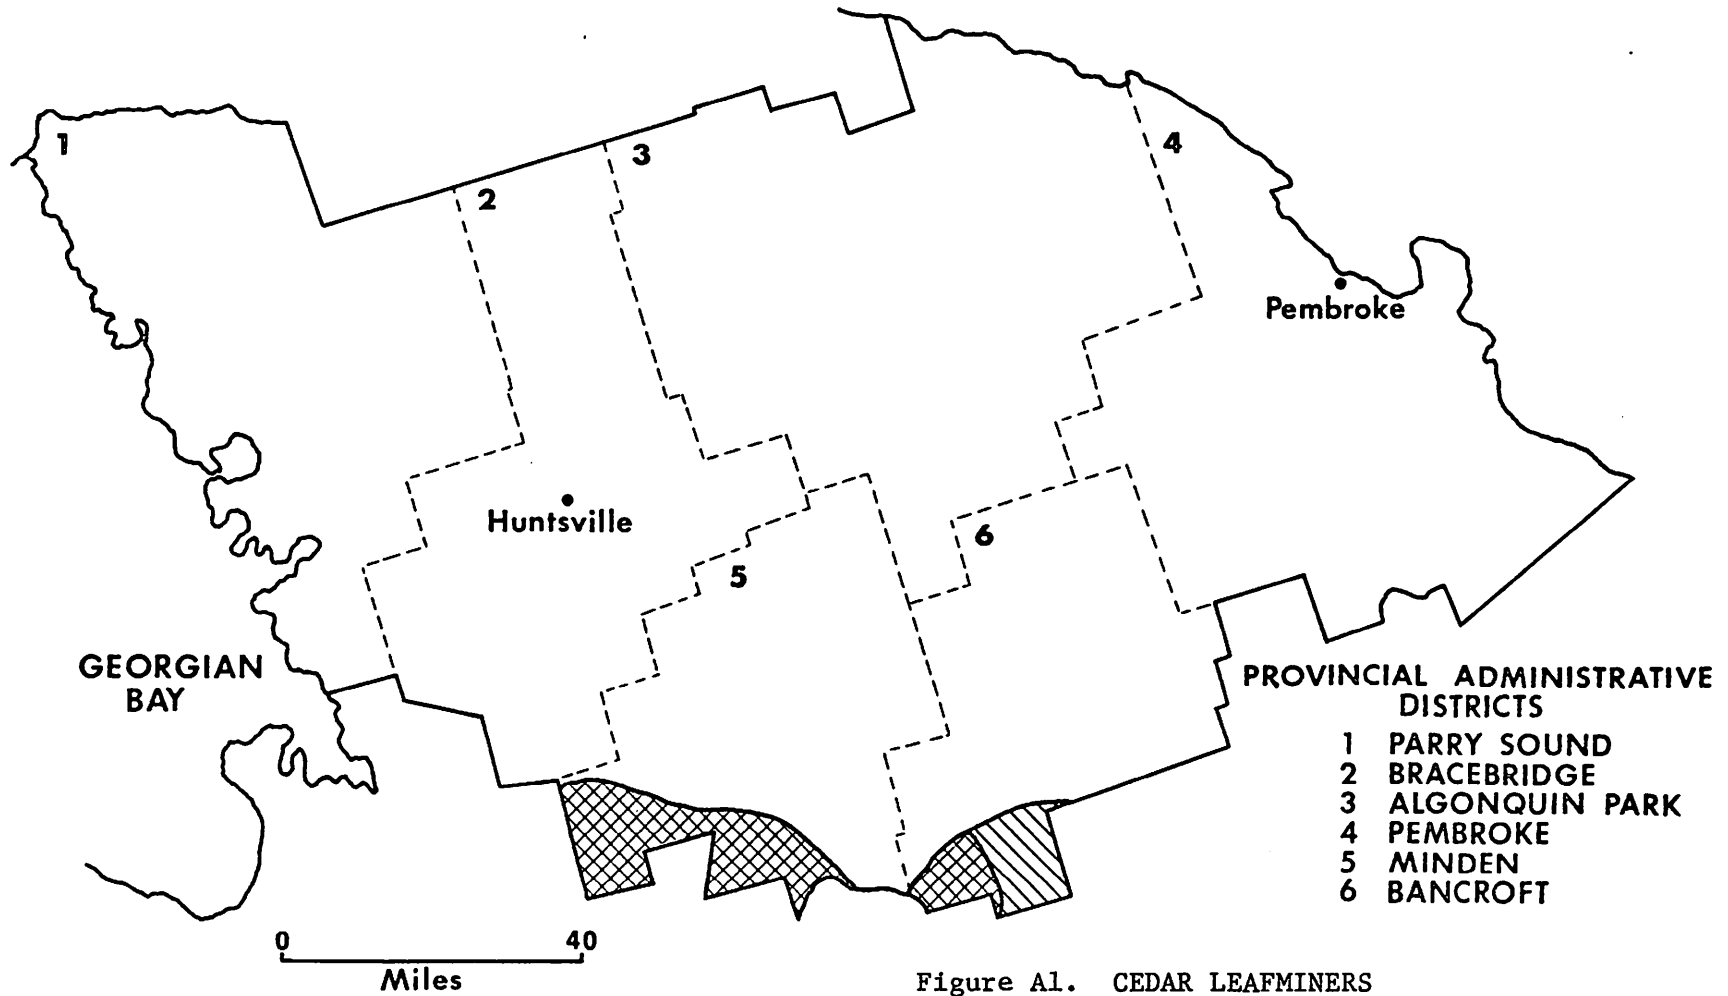 1
2
3
4
Pembroke
Huntsville
5
6
GEORGIAN
BAY
PROVINCIAL ADMINISTRATIVE
DISTRICTS
1 PARRY SOUND
2 BRACEBRIDGE
3 ALGONQUIN PARK
4 PEMBROKE
5 MINDEN
6 BANCROFT
0 40
Miles
Figure A1. CEDAR LEAFMINERS